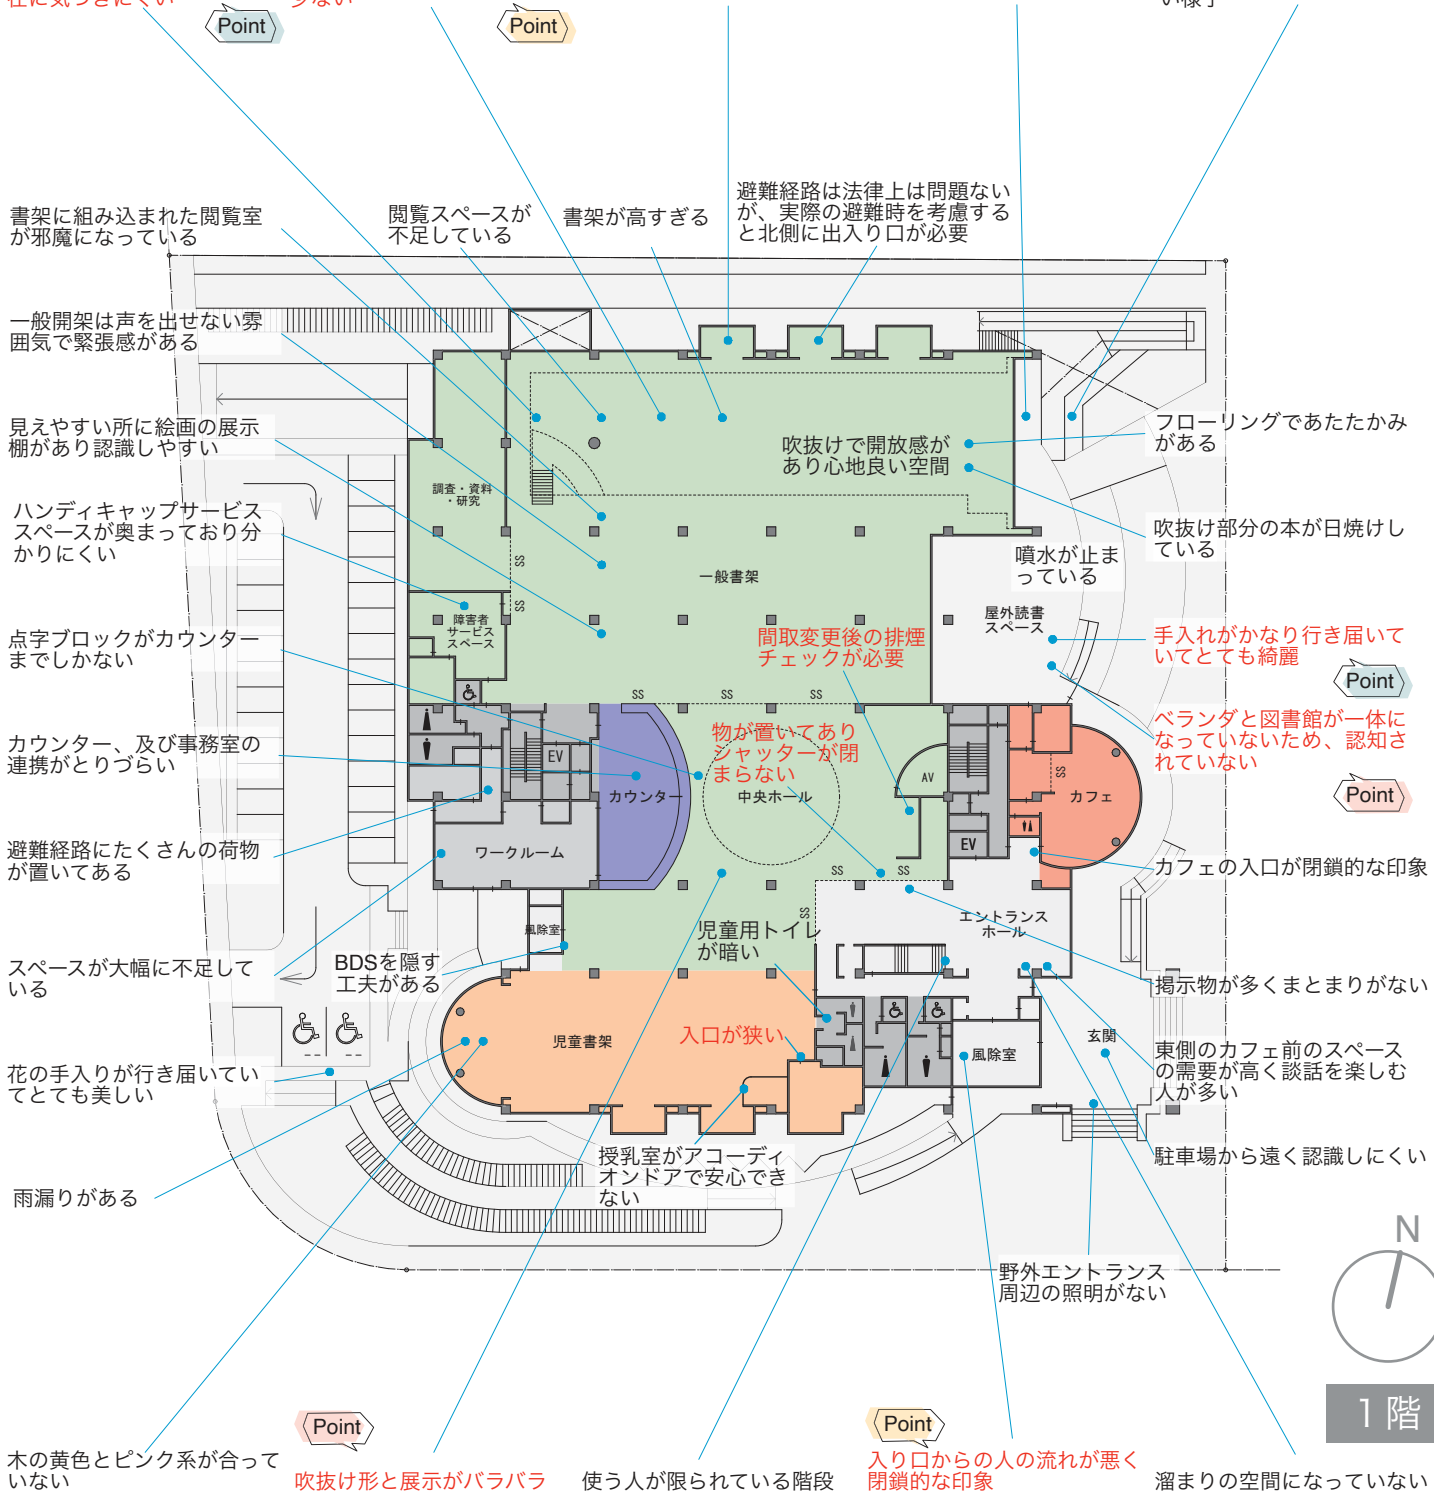 Point
Point
書架に組み込まれた閲覧室
が邪魔になっている
閲覧スペースが
不足している
書架が高すぎる
避難経路は法律上は問題ない
が、実際の避難時を考慮する
と北側に出入り口が必要
一般開架は声を出せない雰
囲気で緊張感がある
見えやすい所に絵画の展示
棚があり認識しやすい
ハンディキャップサービス
スペースが奥まっており分
かりにくい
点字ブロックがカウンター
までしかない
カウンター、及び事務室の
連携がとりづらい
避難経路にたくさんの荷物
が置いてある
スペースが大幅に不足して
いる
BDSを隠す
工夫がある
花の手入りが行き届いてい
てとても美しい
雨漏りがある
調査・資料
・研究
吹抜けで開放感が
あり心地良い空間
フローリングであたたかみ
がある
吹抜け部分の本が日焼けし
ている
噴水が止ま
っている
一般書架
SS
SS
障害者
サービス
スペース
屋外読書
スペース
間取変更後の排煙
チェックが必要
手入れがかなり行き届いて
いてとても綺麗
Point
ベランダと図書館が一体に
なっていないため、認知さ
れていない
Point
SS
SS
SS
物が置いてあり
シャッターが閉
まらない
EV
カウンター
中央ホール
AV
SS
カフェ
EV
ワークルーム
カフェの入口が閉鎖的な印象
SS
SS
SS
エントランス
ホール
風除室
児童用トイレ
が暗い
掲示物が多くまとまりがない
児童書架
入口が狭い
風除室
玄関
東側のカフェ前のスペース
の需要が高く談話を楽しむ
人が多い
授乳室がアコーディ
オンドアで安心でき
ない
駐車場から遠く認識しにくい
野外エントランス
周辺の照明がない
N
1階
木の黄色とピンク系が合って
いない
Point
吹抜け形と展示がバラバラ
使う人が限られている階段
Point
入り口からの人の流れが悪く
閉鎖的な印象
溜まりの空間になっていない